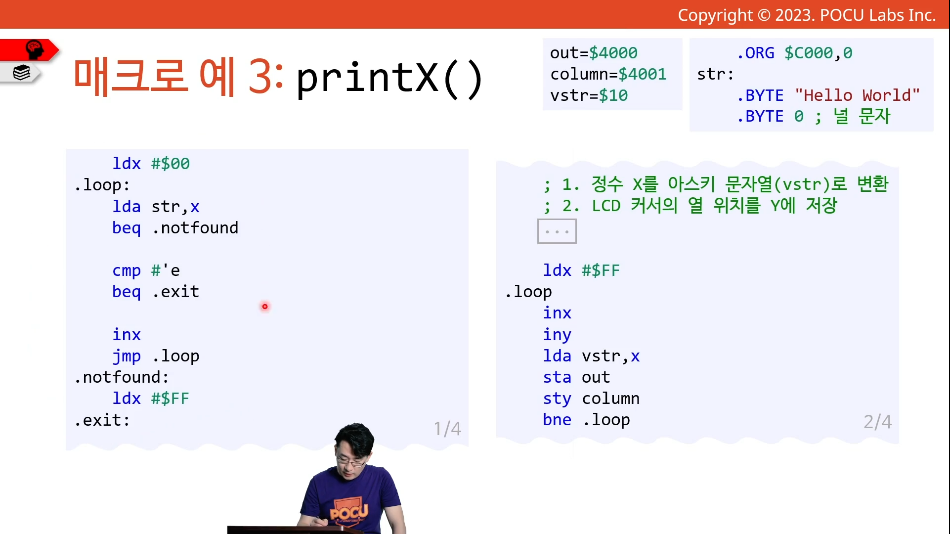 Copyright © 2023. POCU Labs Inc.
매크로 예 3: printX()
out=$4000
column=$4001
vstr=$10
.ORG $C000,0
str:
.BYTE "Hello World"
.BYTE 0 ; 널 문자
ldx #$00
.loop:
lda str,x
beq .notfound
cmp #'e
beq .exit
inx
jmp .loop
.notfound:
ldx #$FF
.exit:
1/4
; 1. 정수 X를 아스키 문자열(vstr)로 변환
; 2. LCD 커서의 열 위치를 Y에 저장
...
ldx #$FF
.loop
inx
iny
lda vstr,x
sta out
sty column
bne .loop
2/4
POCU